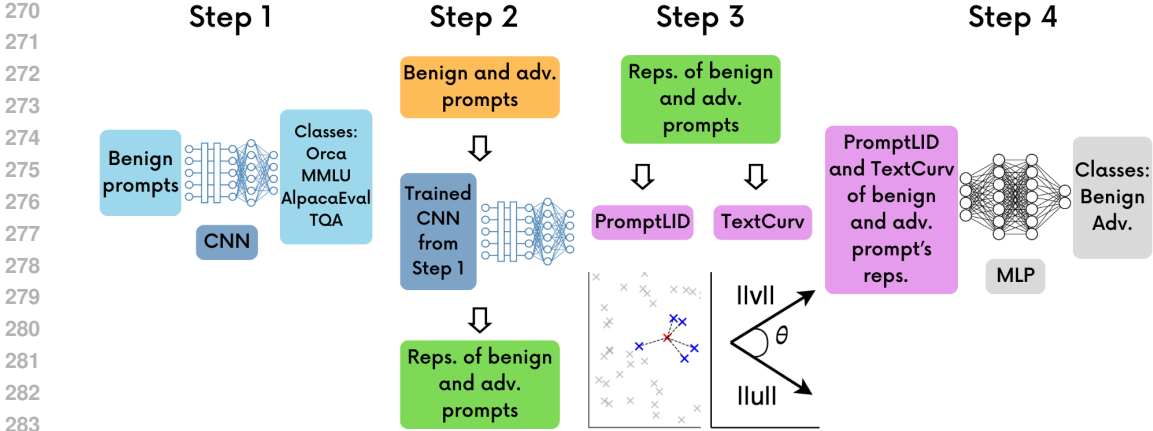 270
271
272
273
274
275
276
277
278
279
280
281
282
283
Step 1
Benign
prompts
CNN
Classes:
Orca
MMLU
AlpacaEval
TQA
Step 2
Benign and adv.
prompts
Trained
CNN
from
Step 1
Reps. of benign
and adv.
prompts
Step 3
Reps. of benign
and adv.
prompts
PromptLID
TextCurv
||v||
θ
||u||
Step 4
PromptLID
and TextCurv
of benign
and adv.
prompt's
reps.
MLP
Classes:
Benign
Adv.